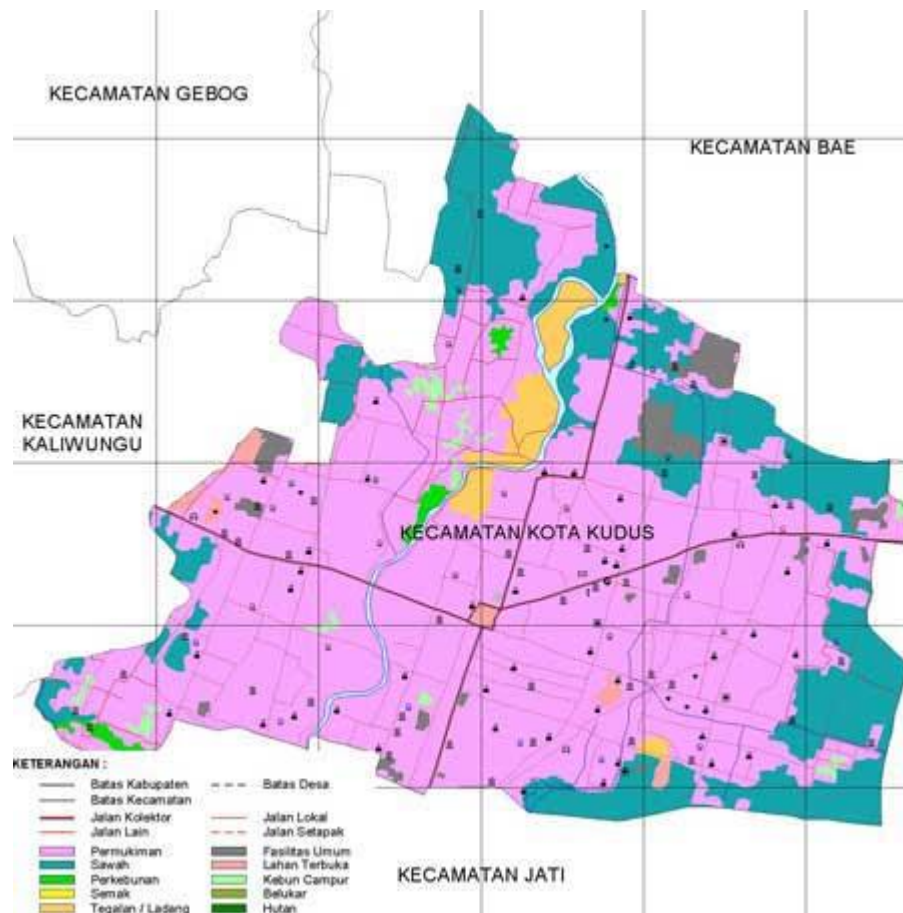 KECAMATAN GEBOG
KECAMATAN BAE
KECAMATAN
KALIWUNGU
KECAMATAN KOTA KUDUS
KETERANGAN :
Batas Kabupaten
Batas Desa
Batas Kecamatan
Jalan Kolektor
Jalan Lokal
Jalan Lain
Jalan Setapak
Permukiman
Fasilitas Umum
Sawah
Lahan Terbuka
Perkebunan
Kebun Campur
Semak
Belukar
Tegalan / Ladang
Hutan
KECAMATAN JATI